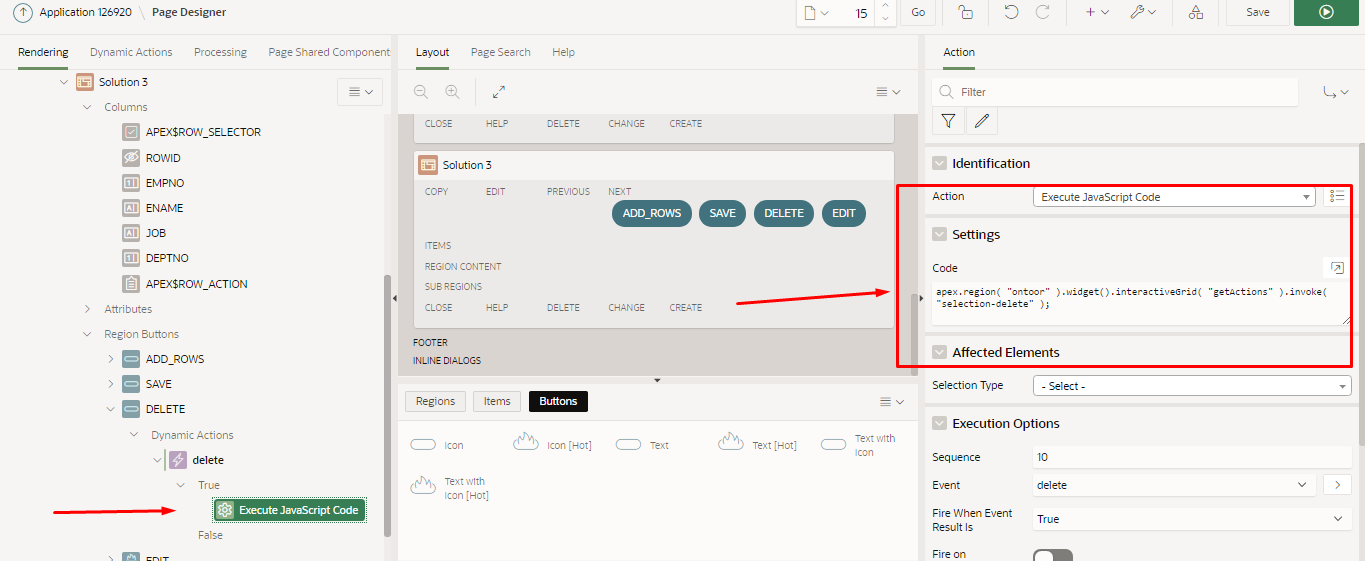 Application 126920 Page Designer
15 Go Save
Rendering Dynamic Actions Processing Page Shared Component
Solution 3
Columns
APEX$ROW_SELECTOR
ROWID
EMPNO
ENAME
JOB
DEPTNO
APEX$ROW_ACTION
Attributes
Region Buttons
ADD_ROWS
SAVE
DELETE
Dynamic Actions
delete
True
Execute JavaScript Code
False
EDIT
Layout Page Search Help
CLOSE HELP DELETE CHANGE CREATE
Solution 3
COPY EDIT PREVIOUS NEXT
ADD_ROWS SAVE DELETE EDIT
ITEMS
REGION CONTENT
SUB REGIONS
CLOSE HELP DELETE CHANGE CREATE
FOOTER
INLINE DIALOGS
Regions Items Buttons
Icon Icon [Hot] Text Text [Hot] Text with
Icon
Text with
Icon [Hot]
Action
Filter
Identification
Action Execute JavaScript Code
Settings
Code
apex.region( "ontoor" ).widget().interactiveGrid( "getActions" ).invoke(
"selection-delete" );
Affected Elements
Selection Type - Select -
Execution Options
Sequence 10
Event delete
Fire When Event
Result Is True
Fire on